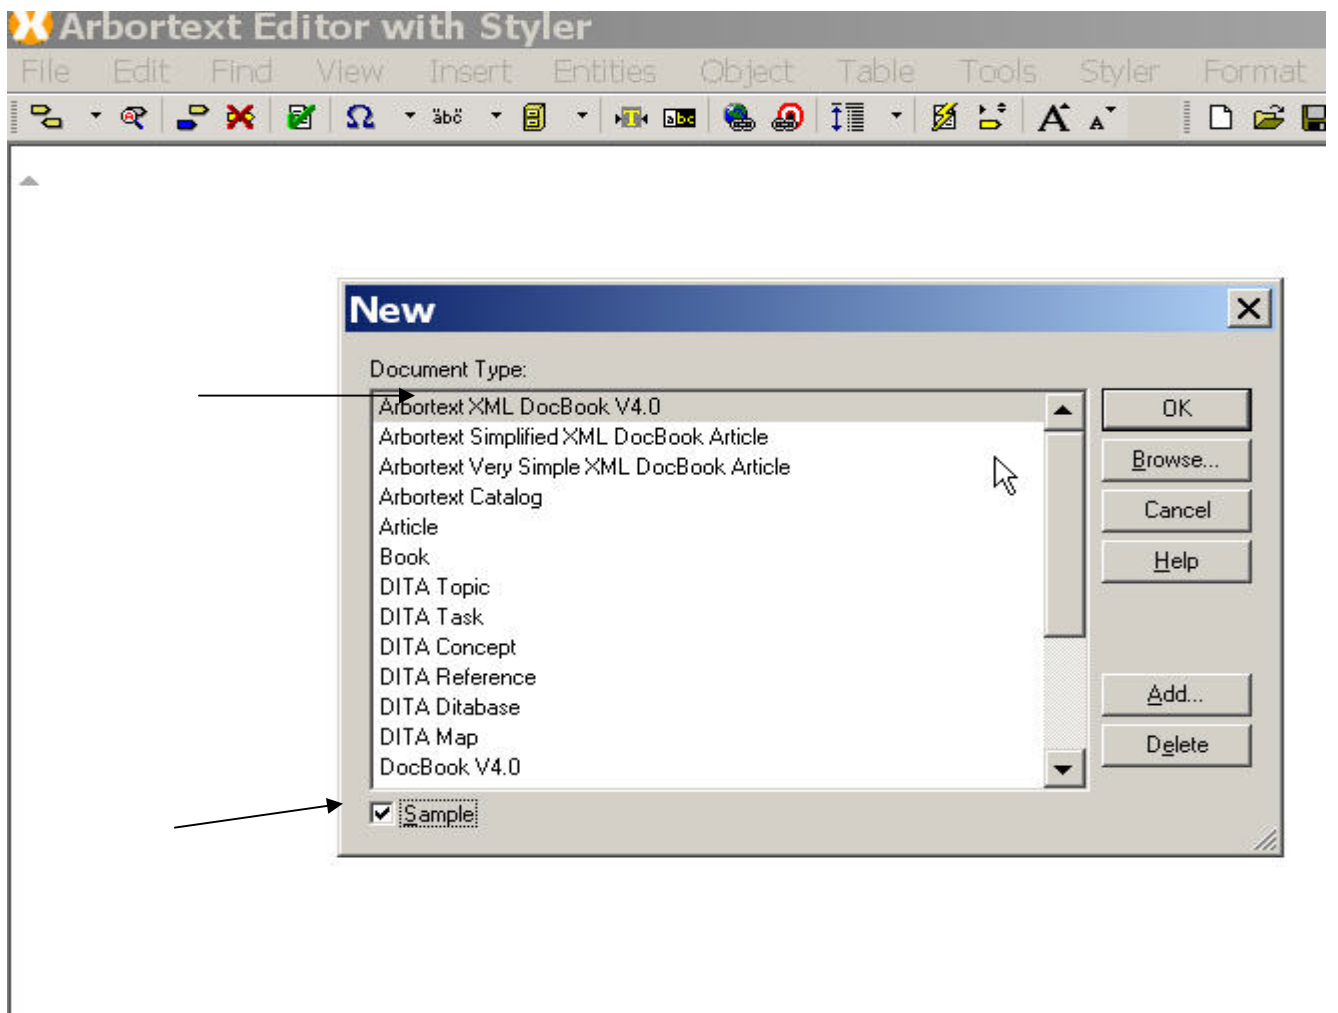 Arbortext Editor with Styler
File Edit Find View Insert Entities Object Table Tools Styler Format
Ω äbc abc A A
New
Document Type:
Arbortext XML DocBook V4.0
Arbortext Simplified XML DocBook Article
Arbortext Very Simple XML DocBook Article
Arbortext Catalog
Article
Book
DITA Topic
DITA Task
DITA Concept
DITA Reference
DITA Ditabase
DITA Map
DocBook V4.0
Sample
OK
Browse...
Cancel
Help
Add...
Delete